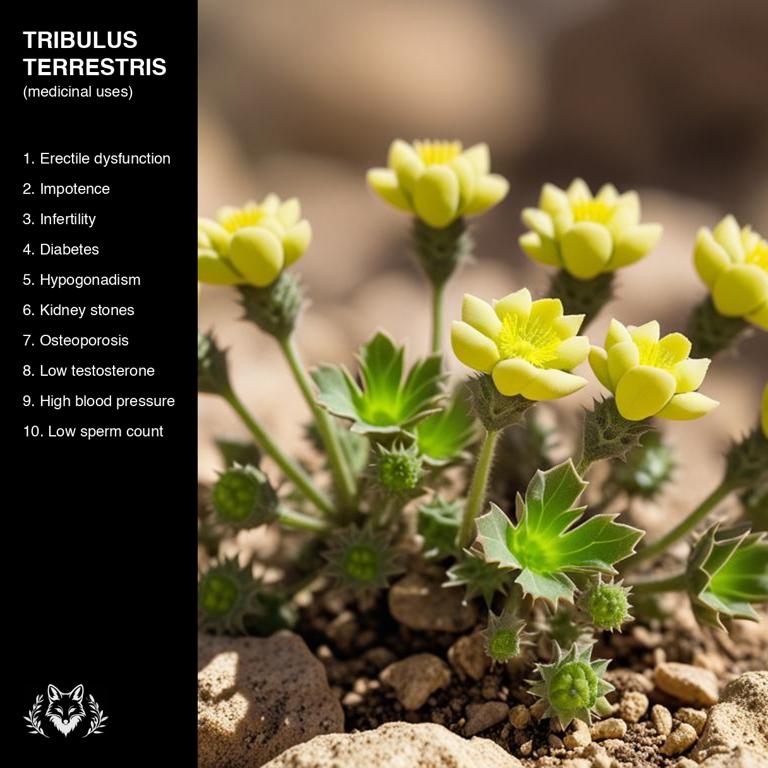 TRIBULUS
TERRESTRIS
(medicinal uses)
1. Erectile dysfunction
2. Impotence
3. Infertility
4. Diabetes
5. Hypogonadism
6. Kidney stones
7. Osteoporosis
8. Low testosterone
9. High blood pressure
10. Low sperm count